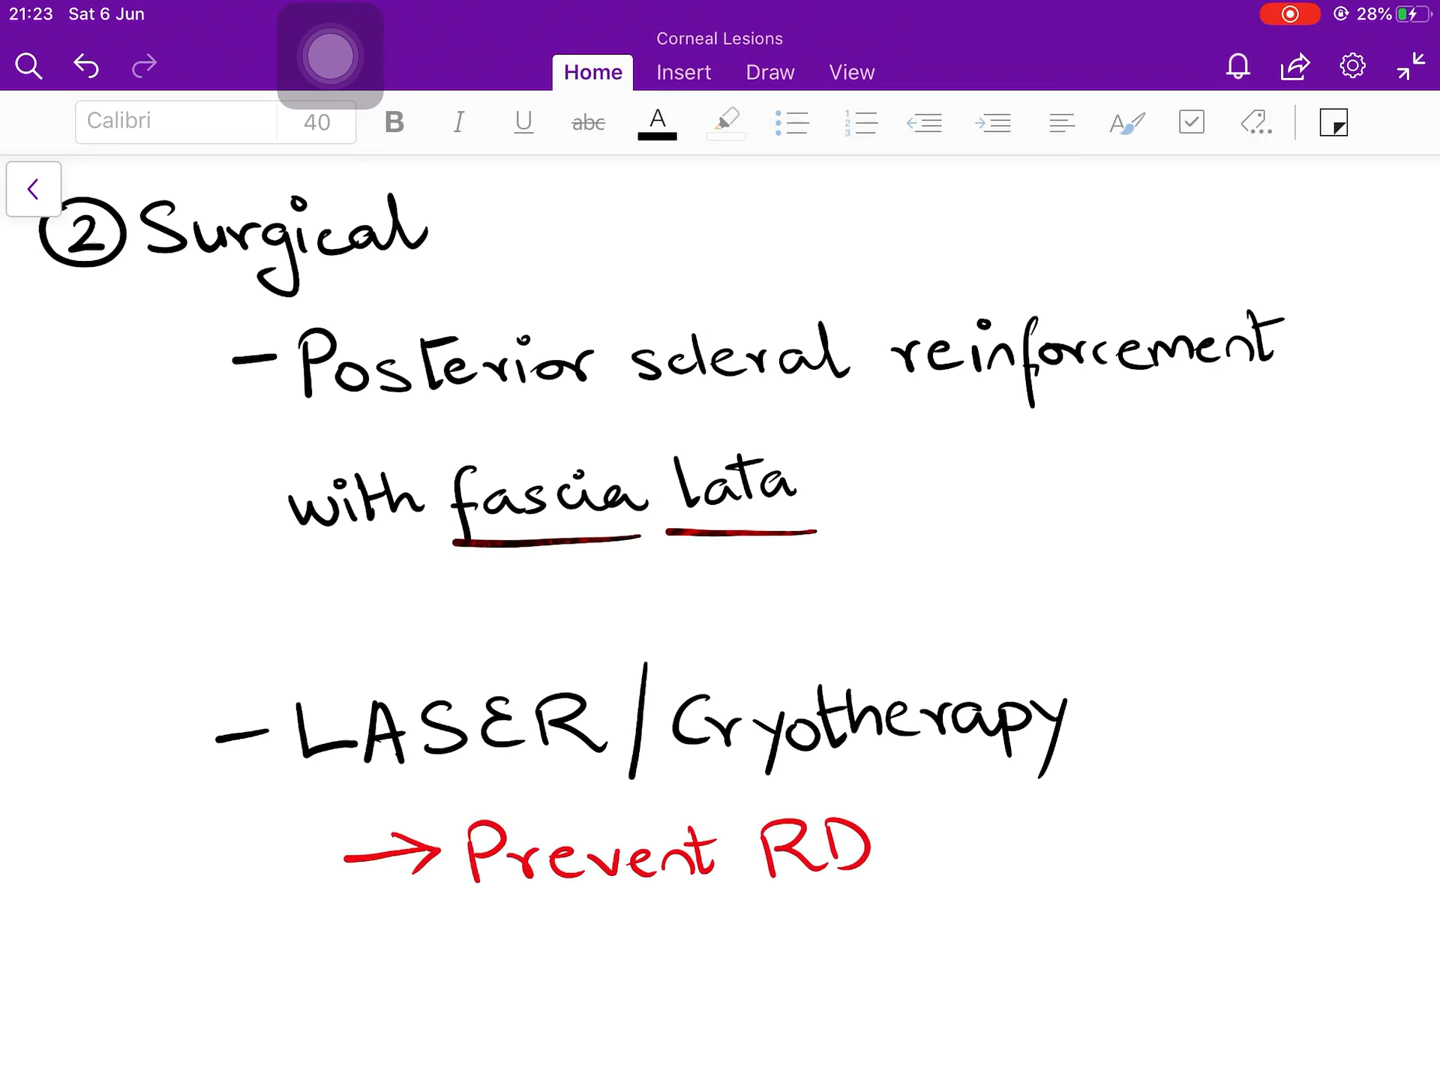 21:23 Sat 6 Jun 28%
Corneal Lesions
Home Insert Draw View
Calibri 40 B I U abc A
② Surgical
- Posterior scleral reinforcement
with fascia lata
- LASER / Cryotherapy
→ Prevent RD